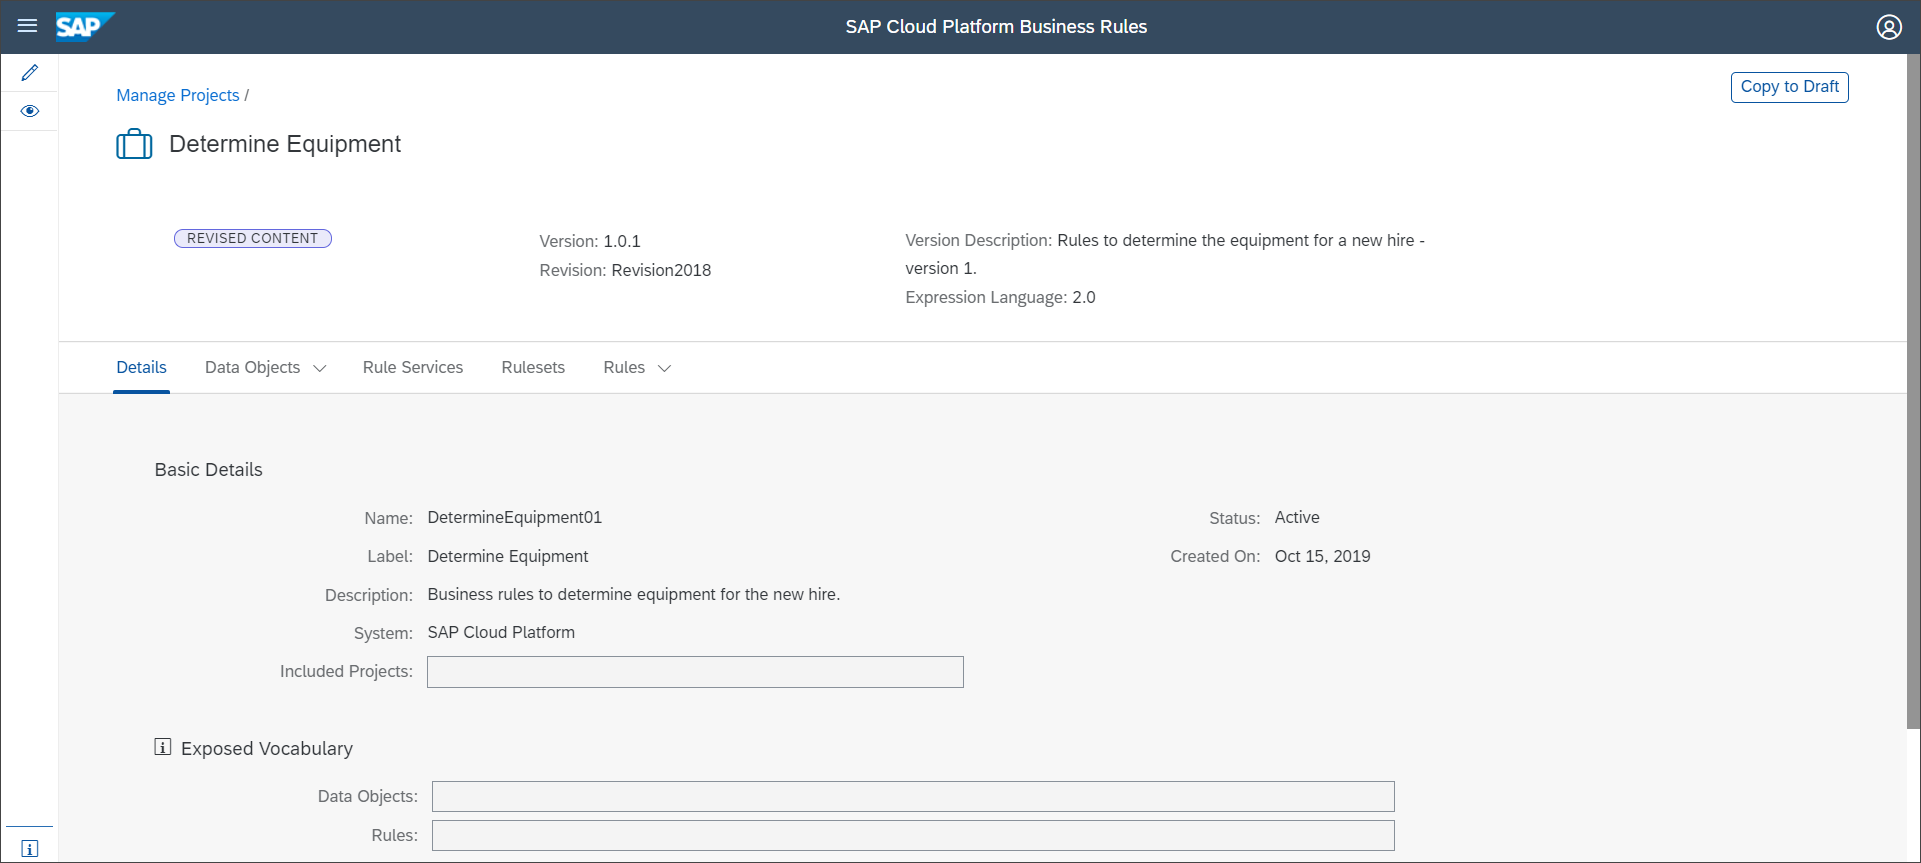 SAP
SAP Cloud Platform Business Rules
Manage Projects /
Copy to Draft
Determine Equipment
REVISED CONTENT
Version: 1.0.1
Revision: Revision2018
Version Description: Rules to determine the equipment for a new hire -
version 1.
Expression Language: 2.0
Details Data Objects Rule Services Rulesets Rules
Basic Details
Name: DetermineEquipment01
Label: Determine Equipment
Description: Business rules to determine equipment for the new hire.
System: SAP Cloud Platform
Included Projects:
Status: Active
Created On: Oct 15, 2019
Exposed Vocabulary
Data Objects:
Rules: